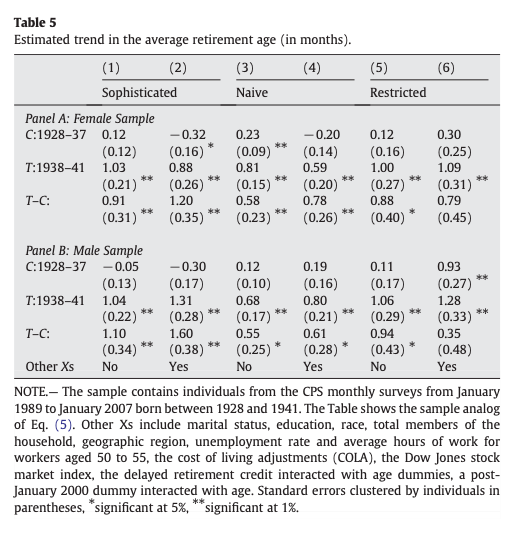 Table 5
Estimated trend in the average retirement age (in months).
(1) (2) (3) (4) (5) (6)
Sophisticated Naive Restricted
Panel A: Female Sample
C:1928–37 0.12 −0.32 0.23 −0.20 0.12 0.30
(0.12) (0.16) * (0.09) ** (0.14) (0.16) (0.25)
T:1938–41 1.03 0.88 0.81 0.59 1.00 1.09
(0.21) ** (0.26) ** (0.15) ** (0.20) ** (0.27) ** (0.31) **
T–C: 0.91 1.20 0.58 0.78 0.88 0.79
(0.31) ** (0.35) ** (0.23) ** (0.26) ** (0.40) * (0.45)
Panel B: Male Sample
C:1928–37 −0.05 −0.30 0.12 0.19 0.11 0.93
(0.13) (0.17) (0.10) (0.16) (0.17) (0.27) **
T:1938–41 1.04 1.31 0.68 0.80 1.06 1.28
(0.22) ** (0.28) ** (0.17) ** (0.21) ** (0.29) ** (0.33) **
T–C: 1.10 1.60 0.55 0.61 0.94 0.35
(0.34) ** (0.38) ** (0.25) * (0.28) * (0.43) * (0.48)
Other Xs No Yes No Yes No Yes
NOTE.— The sample contains individuals from the CPS monthly surveys from January
1989 to January 2007 born between 1928 and 1941. The Table shows the sample analog
of Eq. (5). Other Xs include marital status, education, race, total members of the
household, geographic region, unemployment rate and average hours of work for
workers aged 50 to 55, the cost of living adjustments (COLA), the Dow Jones stock
market index, the delayed retirement credit interacted with age dummies, a post-
January 2000 dummy interacted with age. Standard errors clustered by individuals in
parentheses, *significant at 5%, **significant at 1%.